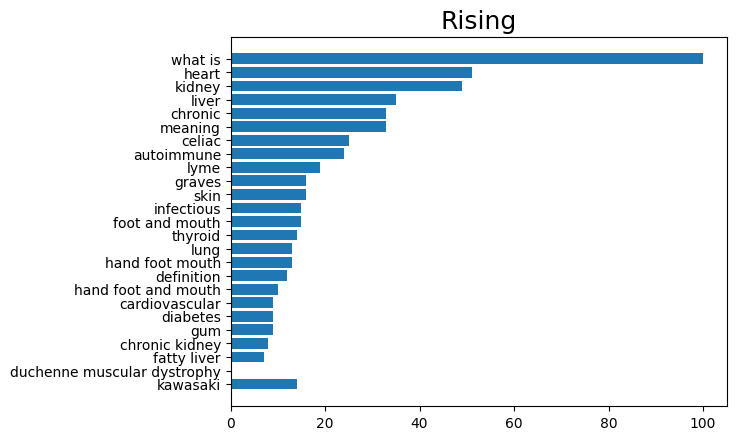 Rising
what is
heart
kidney
liver
chronic
meaning
celiac
autoimmune
lyme
graves
skin
infectious
foot and mouth
thyroid
lung
hand foot mouth
definition
hand foot and mouth
cardiovascular
diabetes
gum
chronic kidney
fatty liver
duchenne muscular dystrophy
kawasaki
0 20 40 60 80 100